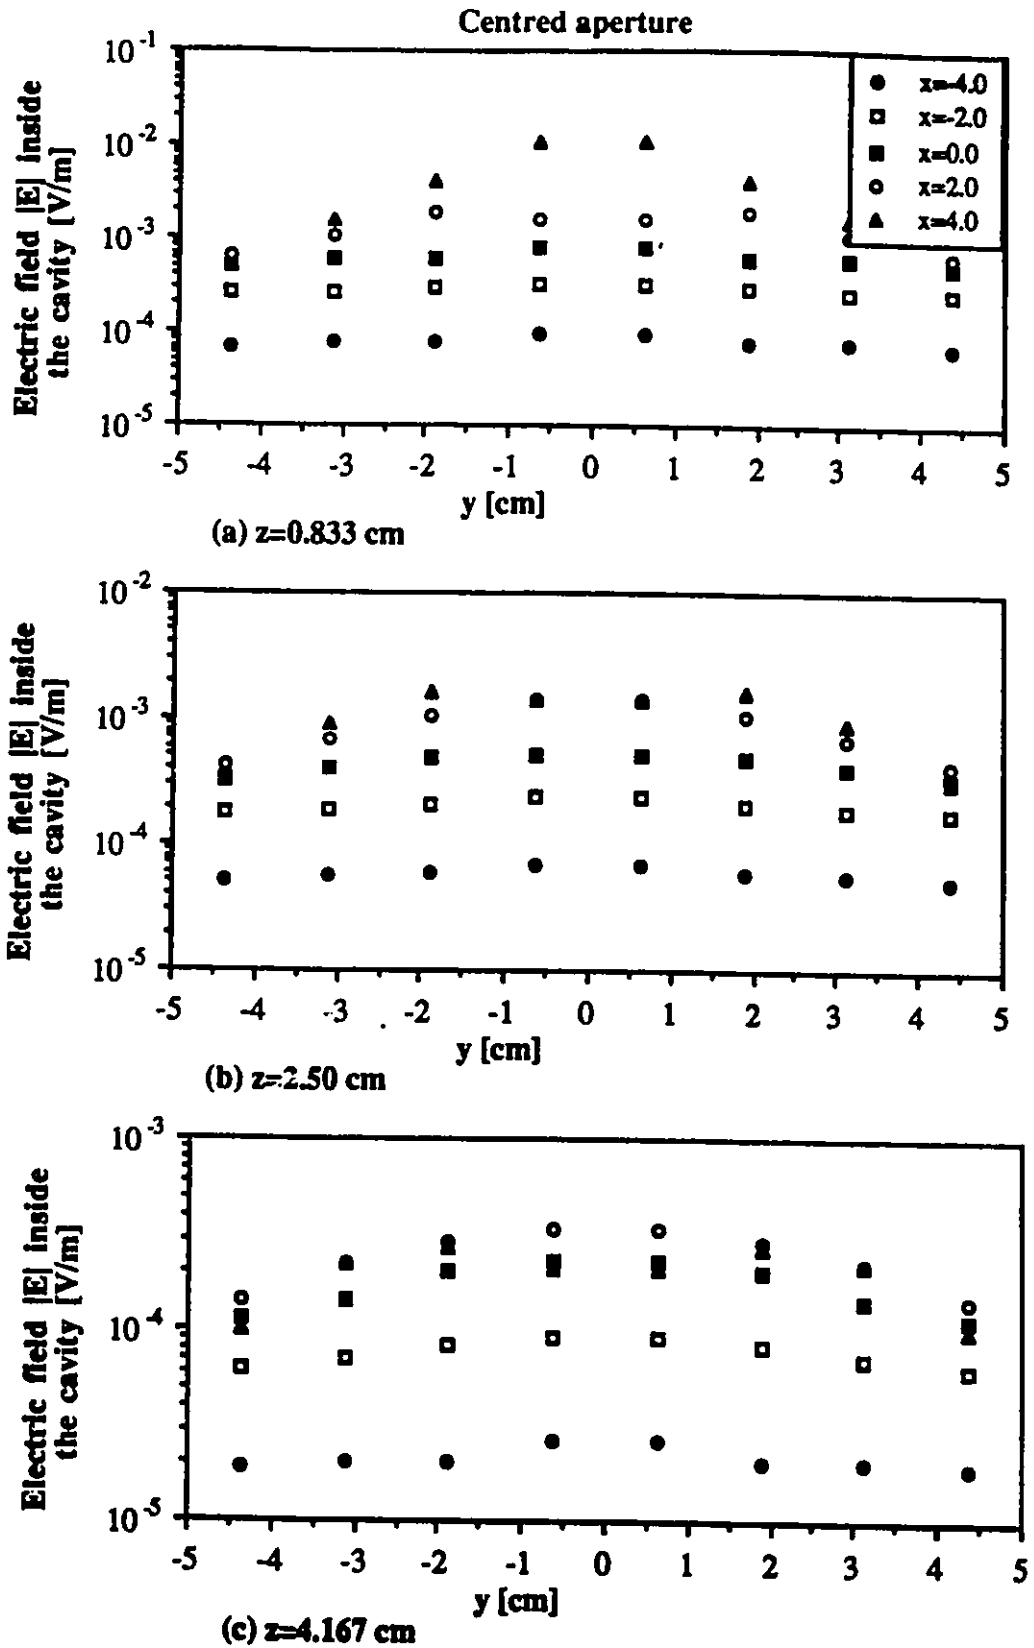 Centred aperture
Electric field |E| inside
the cavity [V/m]
10-1
10-2
10-3
10-4
10-5
x=-4.0
x=-2.0
x=0.0
x=2.0
x=4.0
-5 -4 -3 -2 -1 0 1 2 3 4 5
y [cm]
(a) z=0.833 cm
Electric field |E| inside
the cavity [V/m]
10-2
10-3
10-4
10-5
-5 -4 -3 -2 -1 0 1 2 3 4 5
y [cm]
(b) z=2.50 cm
Electric field |E| inside
the cavity [V/m]
10-3
10-4
10-5
-5 -4 -3 -2 -1 0 1 2 3 4 5
y [cm]
(c) z=4.167 cm